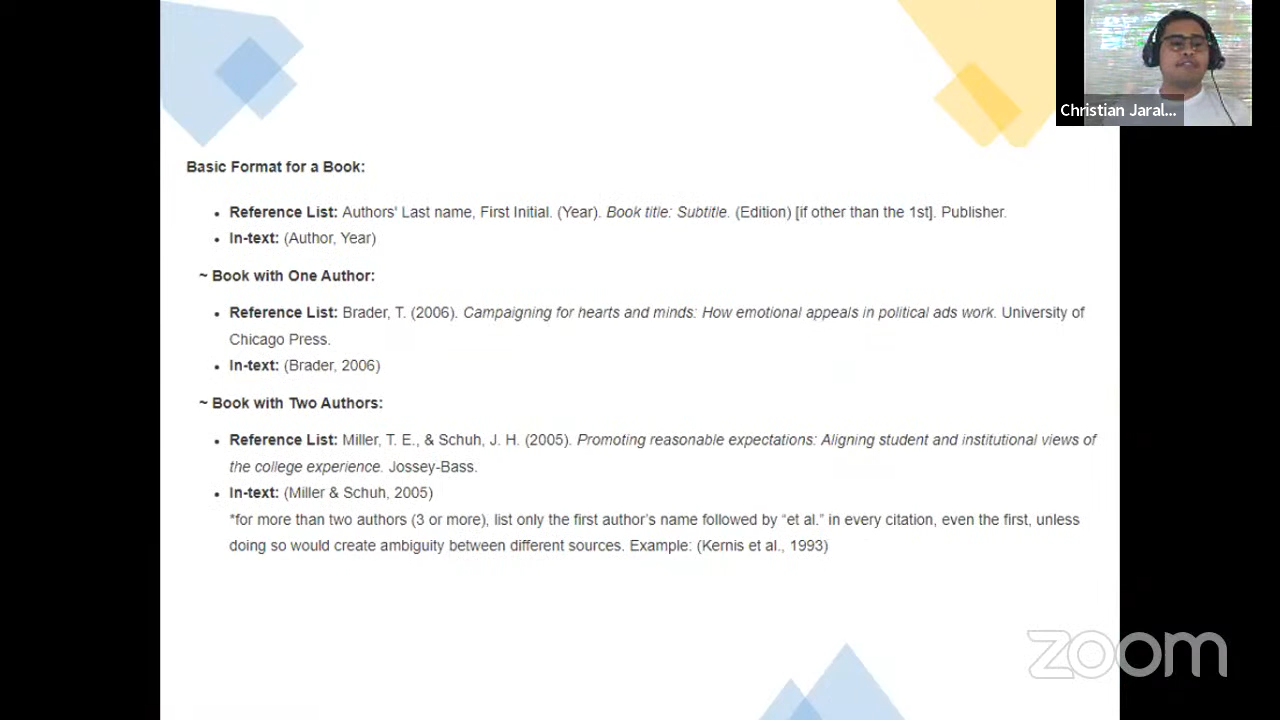 Christian Jaral...
Basic Format for a Book:
• Reference List: Authors' Last name, First Initial. (Year). Book title: Subtitle. (Edition) [if other than the 1st]. Publisher.
• In-text: (Author, Year)
~ Book with One Author:
• Reference List: Brader, T. (2006). Campaigning for hearts and minds: How emotional appeals in political ads work. University of
Chicago Press.
• In-text: (Brader, 2006)
~ Book with Two Authors:
• Reference List: Miller, T. E., & Schuh, J. H. (2005). Promoting reasonable expectations: Aligning student and institutional views of
the college experience. Jossey-Bass.
• In-text: (Miller & Schuh, 2005)
*for more than two authors (3 or more), list only the first author’s name followed by “et al.” in every citation, even the first, unless
doing so would create ambiguity between different sources. Example: (Kernis et al., 1993)
zoom